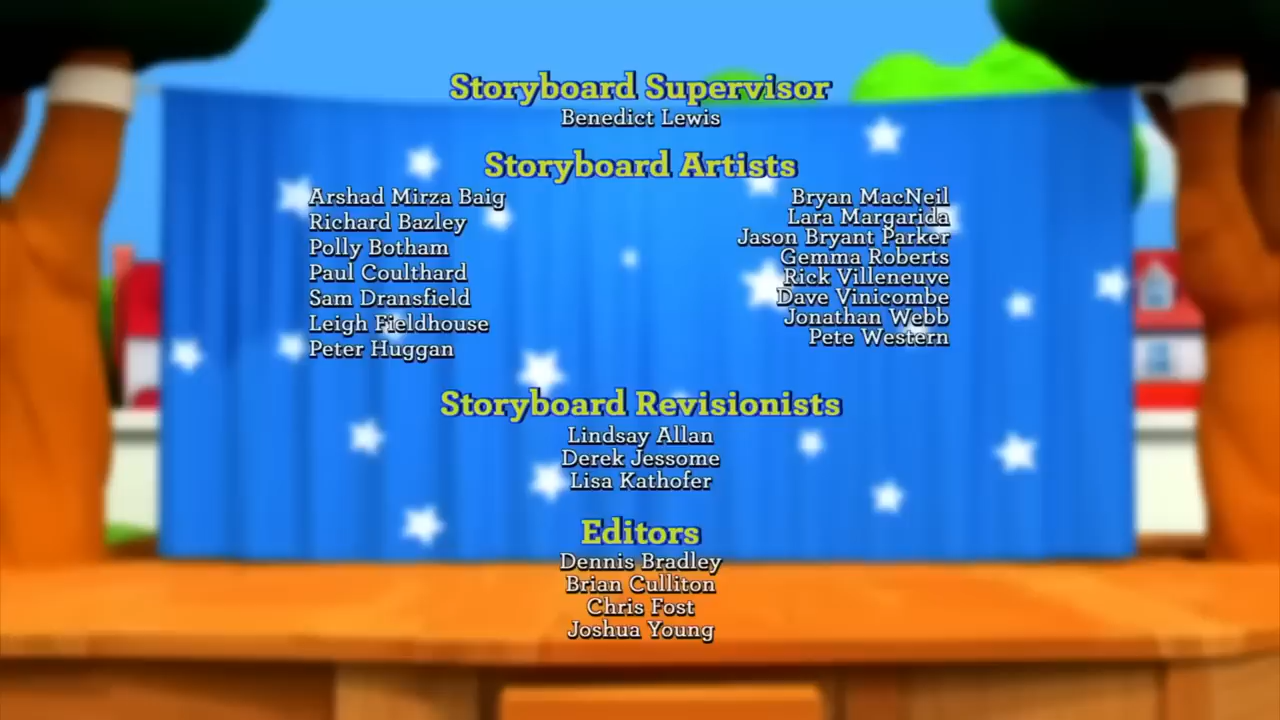 Storyboard Supervisor
Benedict Lewis
Storyboard Artists
Arshad Mirza Baig
Richard Bazley
Polly Botham
Paul Coulthard
Sam Dransfield
Leigh Fieldhouse
Peter Huggan
Bryan MacNeil
Lara Margarida
Jason Bryant Parker
Gemma Roberts
Rick Villeneuve
Dave Vinicombe
Jonathan Webb
Pete Western
Storyboard Revisionists
Lindsay Allan
Derek Jessome
Lisa Kathofer
Editors
Dennis Bradley
Brian Culliton
Chris Fost
Joshua Young